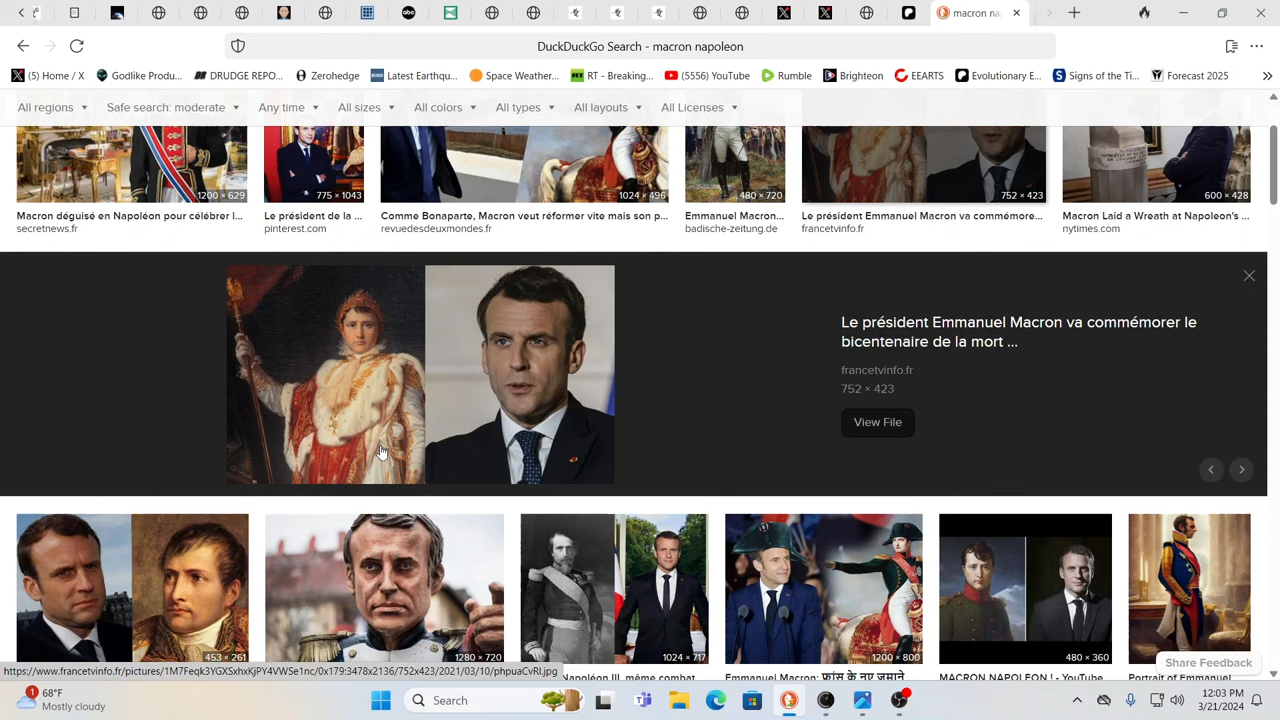 macron na
DuckDuckGo Search - macron napoleon
(5) Home / X
Godlike Produ...
DRUDGE REPO...
Zerohedge
Latest Earthqu...
Space Weather...
RT - Breaking...
(5556) YouTube
Rumble
Brighteon
EEARTS
Evolutionary E...
Signs of the Ti...
Forecast 2025
All regions
Safe search: moderate
Any time
All sizes
All colors
All types
All layouts
All Licenses
1200 × 629
775 × 1043
1024 × 496
480 × 720
752 × 423
600 × 428
Macron déguisé en Napoléon pour célébrer l...
Le président de la ...
Comme Bonaparte, Macron veut réformer vite mais son p...
Emmanuel Macron...
Le président Emmanuel Macron va commémore...
Macron Laid a Wreath at Napoleon's ...
secretnews.fr
pinterest.com
revuedesdeuxmondes.fr
badische-zeitung.de
francetvinfo.fr
nytimes.com
Le président Emmanuel Macron va commémorer le
bicentenaire de la mort ...
francetvinfo.fr
752 × 423
View File
453 × 261
1280 × 720
1024 × 717
1200 × 800
480 × 360
Share Feedback
https://www.francetvinfo.fr/pictures/1M7Feqk3YGXSxhxKjPY4VWSe1nc/0x179:3478x2136/752x423/2021/03/10/phpuaCvRl.jpg
Napoléon III, même combat
Emmanuel Macron: फ्रांस के नए जमाने
MACRON NAPOLEON ! - YouTube
Portrait of Emmanuel
1
68°F
Mostly cloudy
Search
12:03 PM
3/21/2024